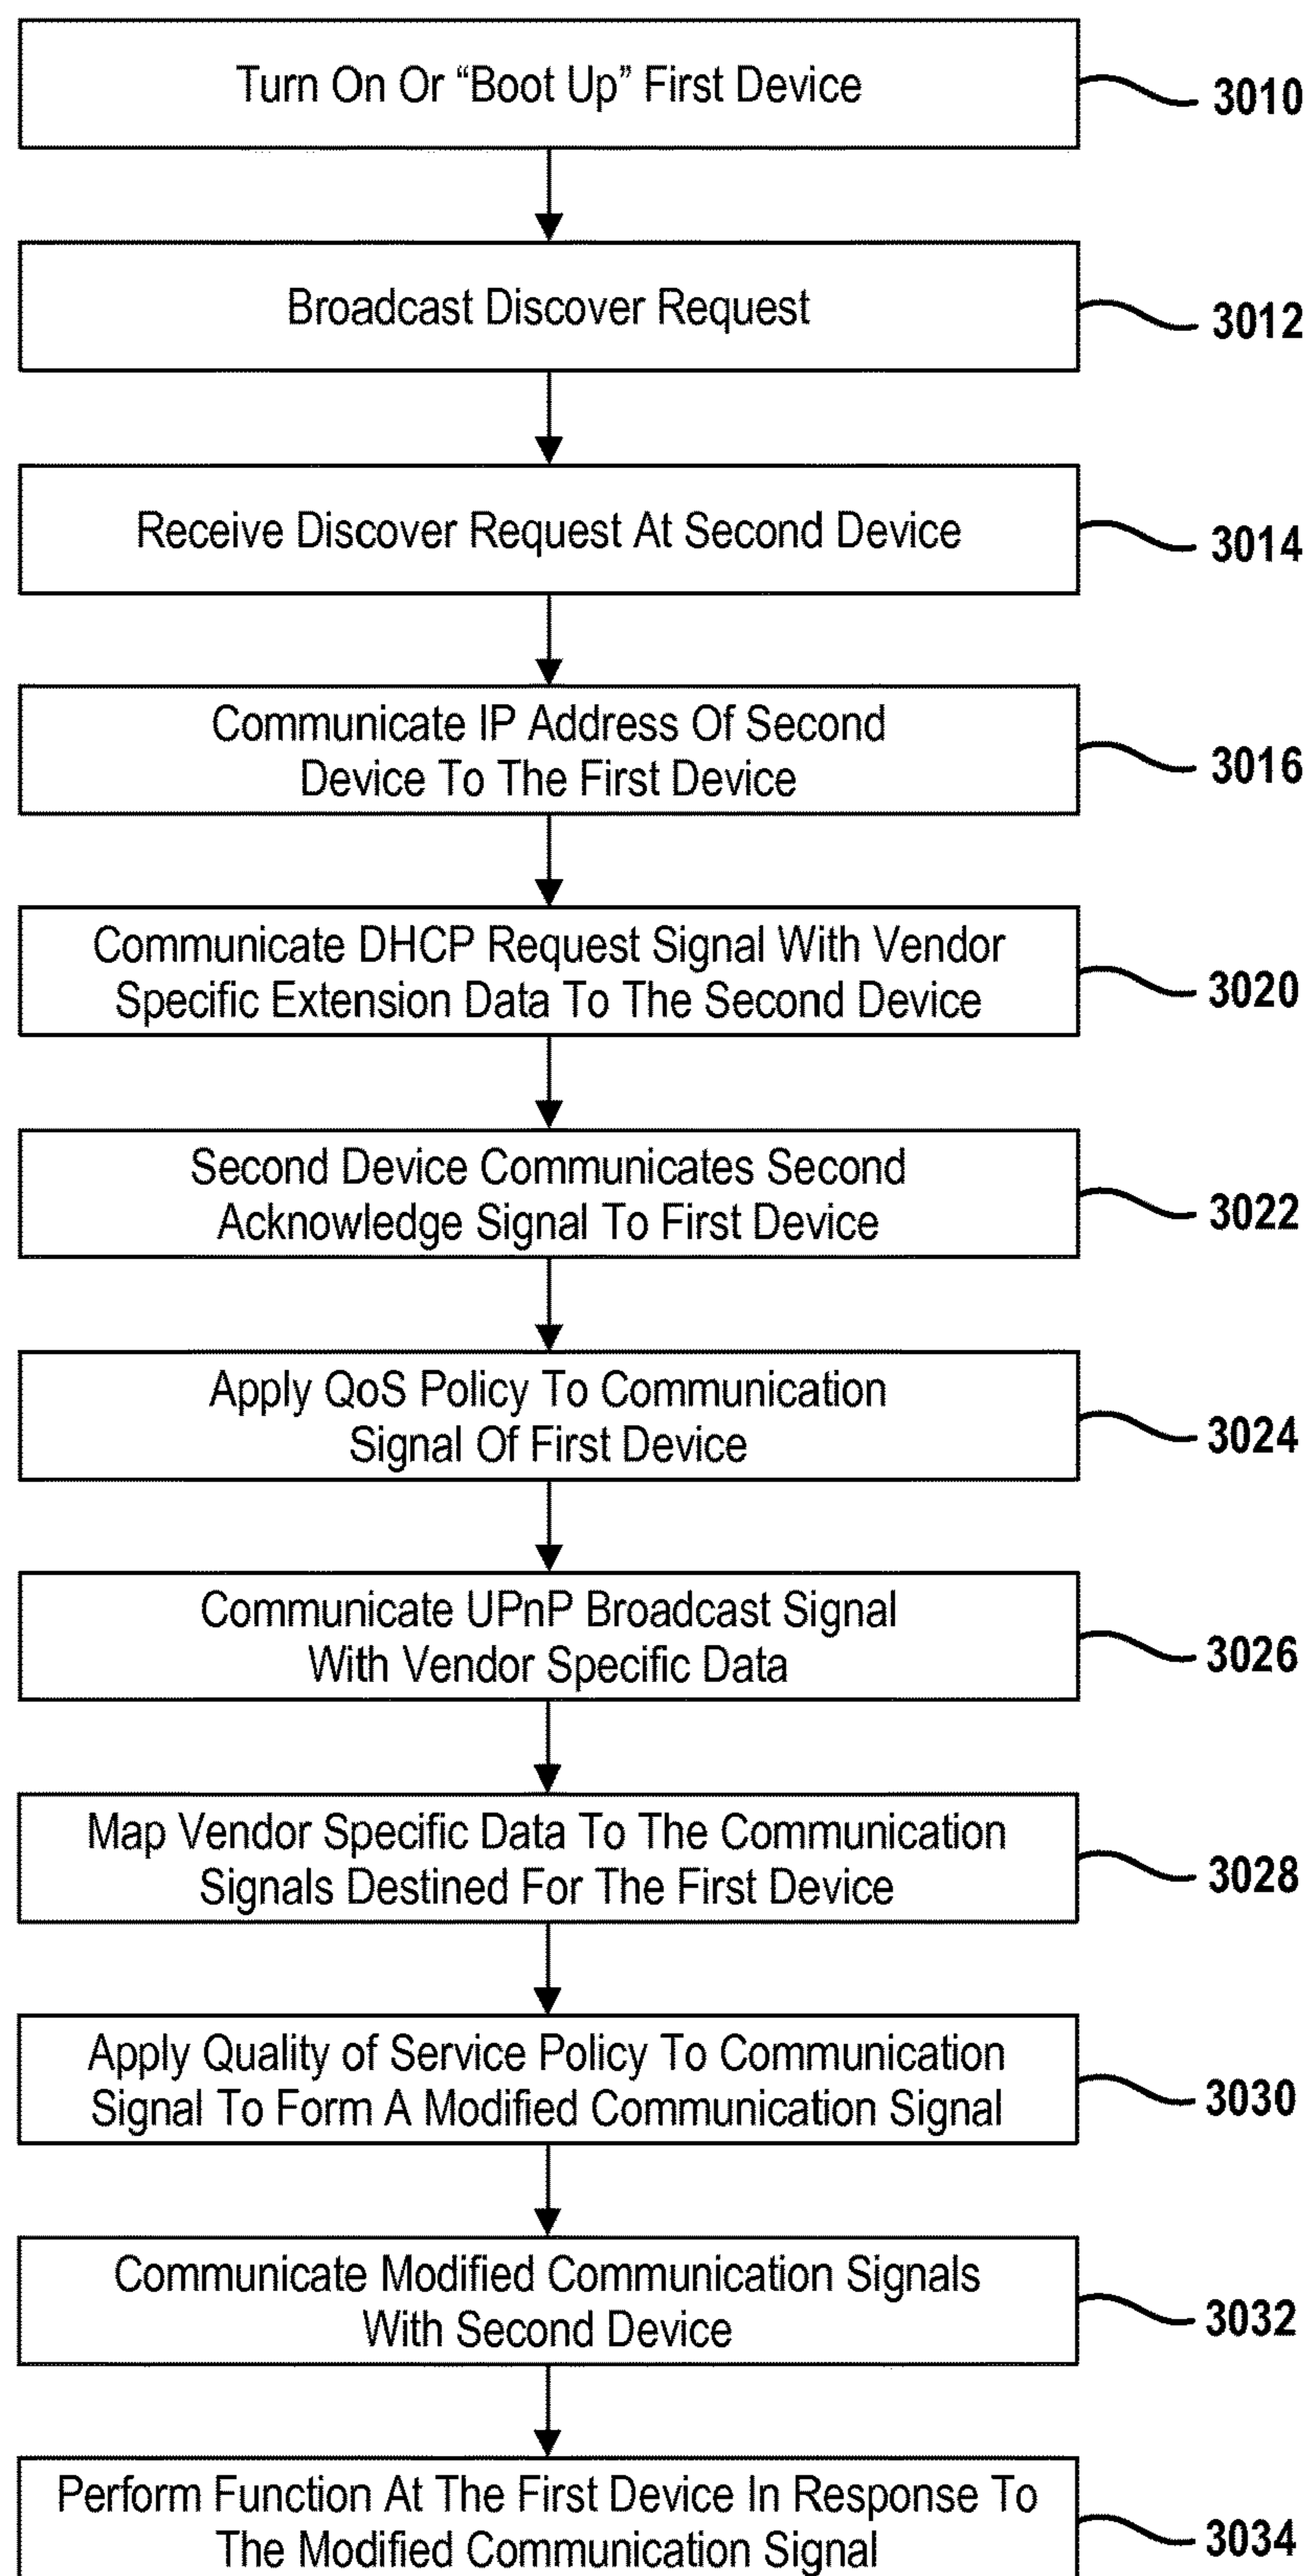 Turn On Or “Boot Up” First Device
3010
Broadcast Discover Request
3012
Receive Discover Request At Second Device
3014
Communicate IP Address Of Second
Device To The First Device
3016
Communicate DHCP Request Signal With Vendor
Specific Extension Data To The Second Device
3020
Second Device Communicates Second
Acknowledge Signal To First Device
3022
Apply QoS Policy To Communication
Signal Of First Device
3024
Communicate UPnP Broadcast Signal
With Vendor Specific Data
3026
Map Vendor Specific Data To The Communication
Signals Destined For The First Device
3028
Apply Quality of Service Policy To Communication
Signal To Form A Modified Communication Signal
3030
Communicate Modified Communication Signals
With Second Device
3032
Perform Function At The First Device In Response To
The Modified Communication Signal
3034